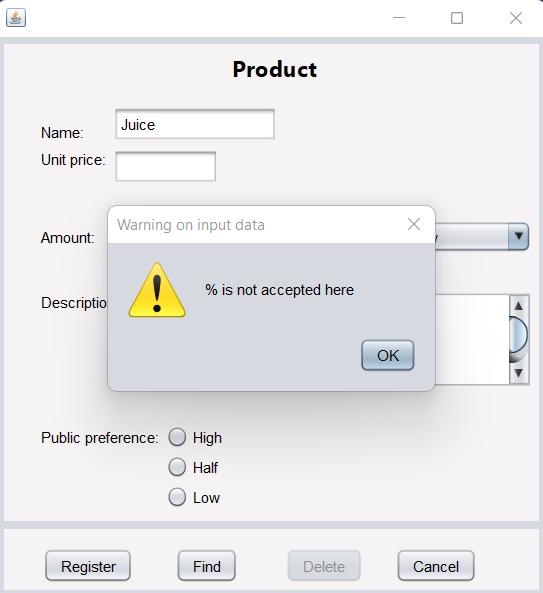 Product
Name:
Juice
Unit price:
Warning on input data
Amount:
% is not accepted here
OK
Public preference:
High
Half
Low
Register
Find
Delete
Cancel